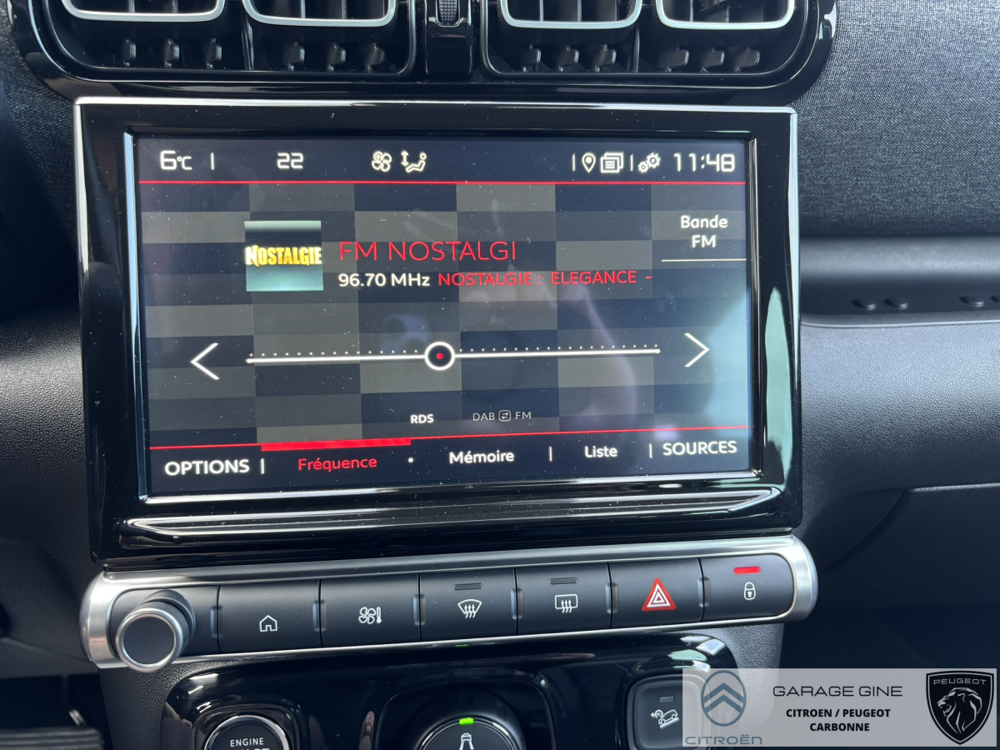 6°C | 22 | | 11:48
Bande
FM
NOSTALGIE
FM NOSTALGI
96.70 MHz NOSTALGIE : ELEGANCE -
RDS DAB FM
OPTIONS | Fréquence • Mémoire | Liste | SOURCES
ENGINE
CITROËN
GARAGE GINE
CITROEN / PEUGEOT
CARBONNE
PEUGEOT